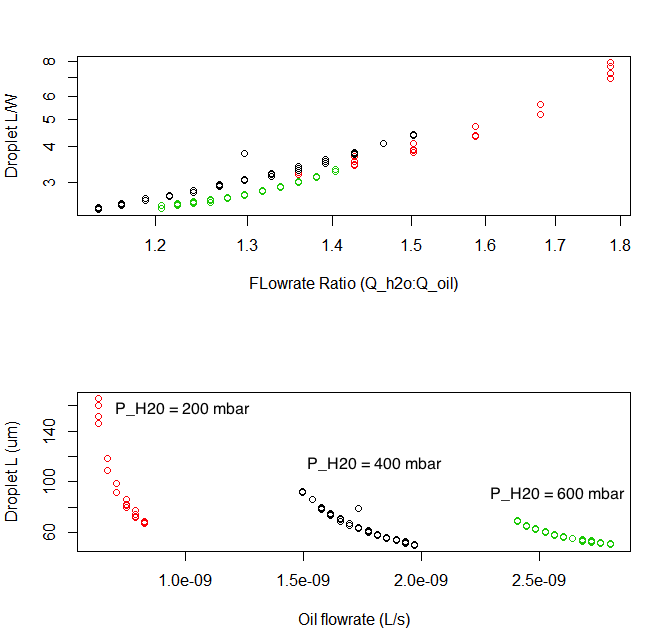 Droplet L/W
8
6
5
4
3
1.2 1.3 1.4 1.5 1.6 1.7 1.8
FLowrate Ratio (Q_h2o:Q_oil)
Droplet L (um)
140
100
60
P_H20 = 200 mbar
P_H20 = 400 mbar
P_H20 = 600 mbar
1.0e-09 1.5e-09 2.0e-09 2.5e-09
Oil flowrate (L/s)